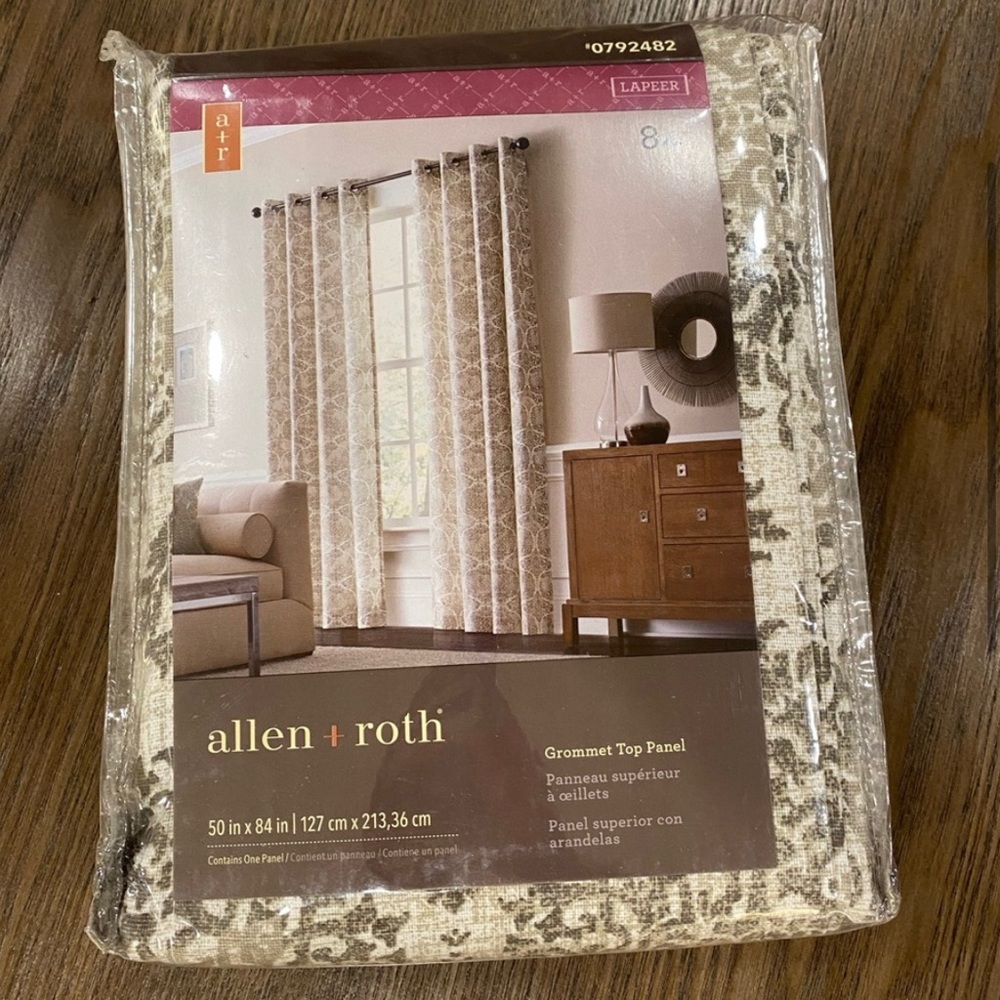 #0792482
LAPEER
a
+
r
allen + roth®
Grommet Top Panel
Panneau supérieur
à œillets
Panel superior con
arandelas
50 in x 84 in | 127 cm x 213,36 cm
Contains One Panel / Contient un panneau / Contiene un panel